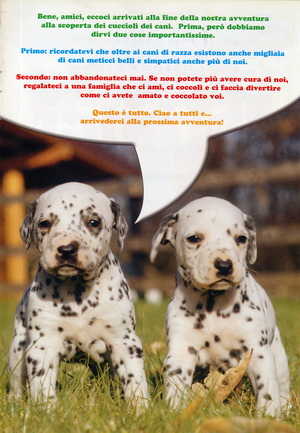 Bene, amici, eccoci arrivati alla fine della nostra avventura
alla scoperta dei cuccioli dei cani. Prima, però dobbiamo
dirvi due cose importantissime.
Primo: ricordatevi che oltre ai cani di razza esistono anche migliaia
di cani meticci belli e simpatici anche più di noi.
Secondo: non abbandonateci mai. Se non potete più avere cura di noi,
regalateci a una famiglia che ci ami, ci coccoli e ci faccia divertire
come ci avete amato e coccolato voi.
Questo è tutto. Ciao a tutti e...
arrivederci alla prossima avventura!